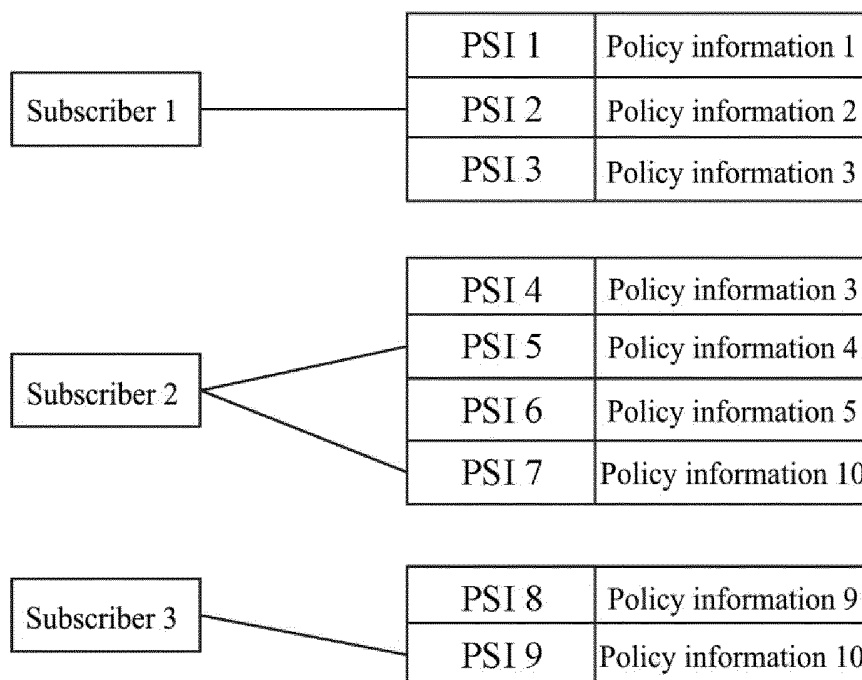 PSI 1 Policy information 1
Subscriber 1 PSI 2 Policy information 2
PSI 3 Policy information 3
PSI 4 Policy information 3
PSI 5 Policy information 4
Subscriber 2 PSI 6 Policy information 5
PSI 7 Policy information 10
PSI 8 Policy information 9
Subscriber 3 PSI 9 Policy information 10